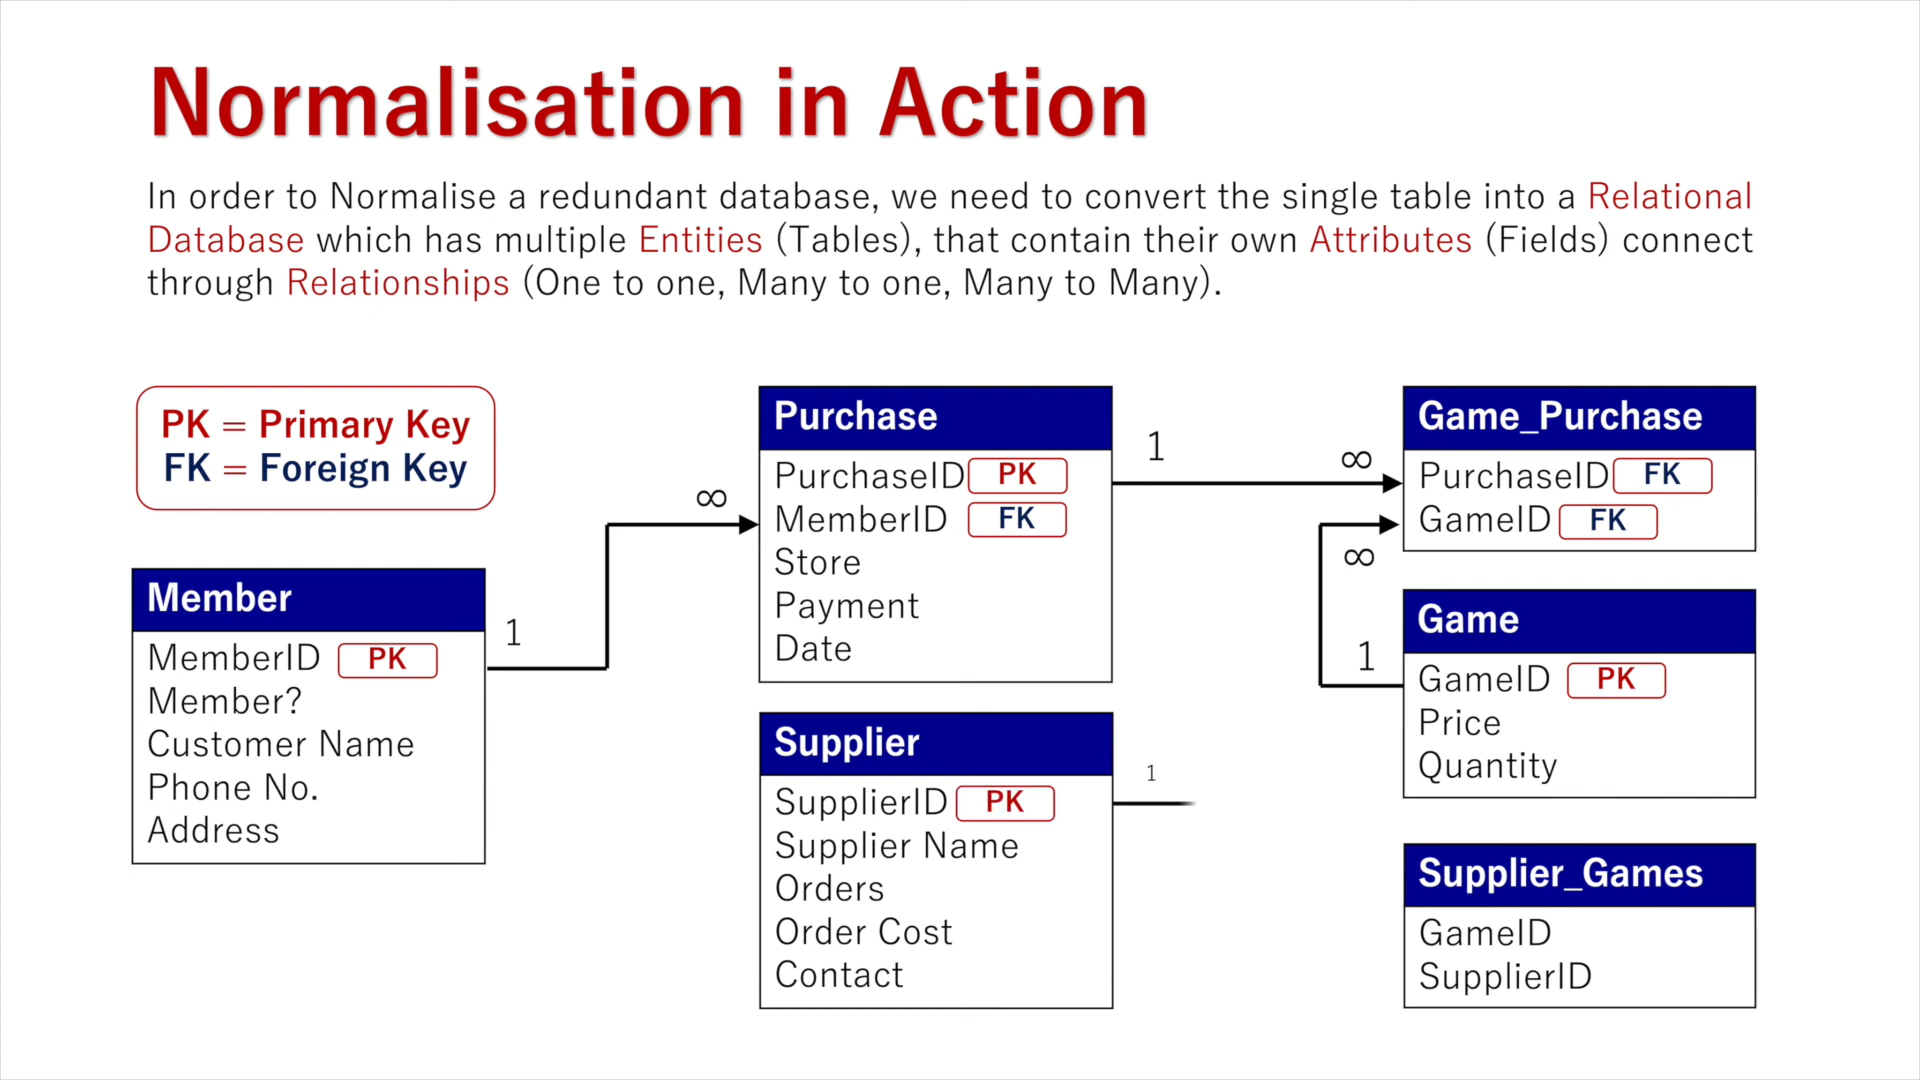 Normalisation in Action
In order to Normalise a redundant database, we need to convert the single table into a Relational
Database which has multiple Entities (Tables), that contain their own Attributes (Fields) connect
through Relationships (One to one, Many to one, Many to Many).
PK = Primary Key
FK = Foreign Key
Member
MemberID PK
Member?
Customer Name
Phone No.
Address
1
∞
Purchase
PurchaseID PK
MemberID FK
Store
Payment
Date
1
∞
Game_Purchase
PurchaseID FK
GameID FK
∞
1
Game
GameID PK
Price
Quantity
Supplier
SupplierID PK
Supplier Name
Orders
Order Cost
Contact
1
Supplier_Games
GameID
SupplierID